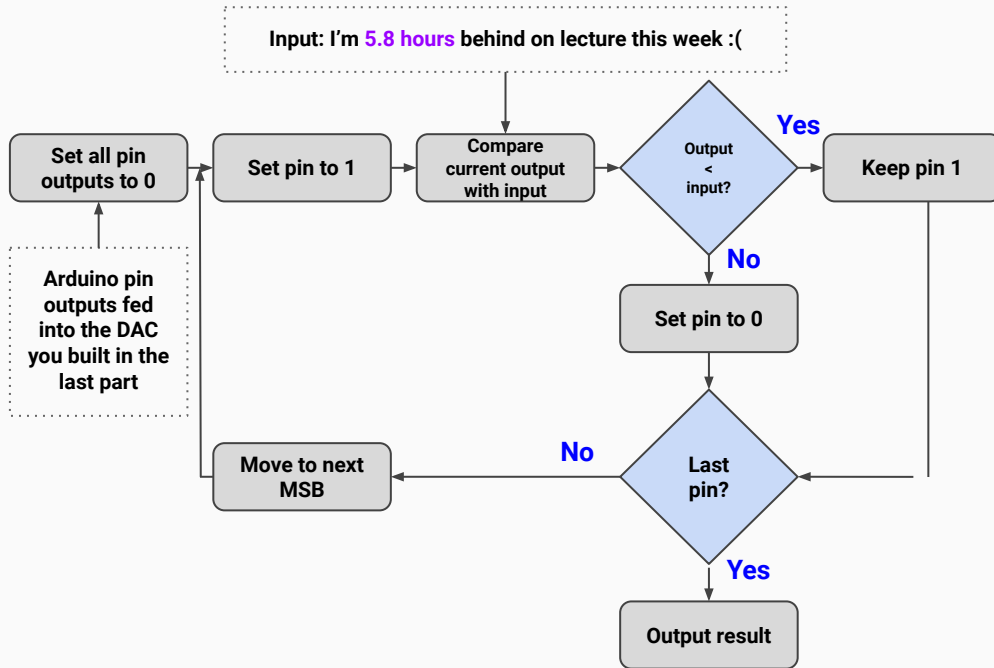 Input: I’m 5.8 hours behind on lecture this week :(
Yes
Set all pin
outputs to 0
Set pin to 1
Compare
current output
with input
Output
<
input?
Keep pin 1
No
Arduino pin
outputs fed
into the DAC
you built in the
last part
Set pin to 0
No
Move to next
MSB
Last
pin?
Yes
Output result